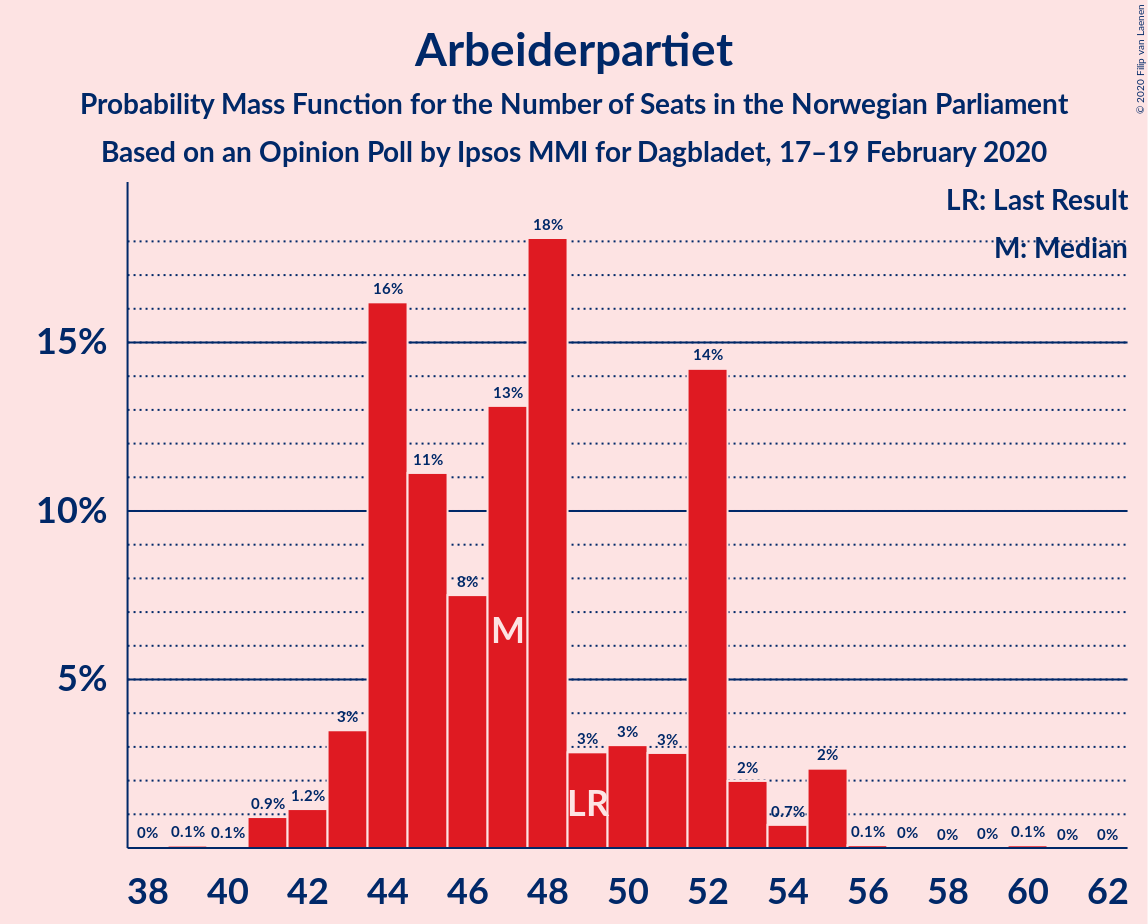 Arbeiderpartiet
Probability Mass Function for the Number of Seats in the Norwegian Parliament
Based on an Opinion Poll by Ipsos MMI for Dagbladet, 17–19 February 2020
© 2020 Filip van Laenen
LR: Last Result
M: Median
15%
10%
5%
0% 0.1% 0.1% 0.9% 1.2% 3% 16% 11% 8% 13% 18% 3% 3% 3% 14% 2% 0.7% 2% 0.1% 0% 0% 0% 0.1% 0% 0%
M
LR
38 40 42 44 46 48 50 52 54 56 58 60 62